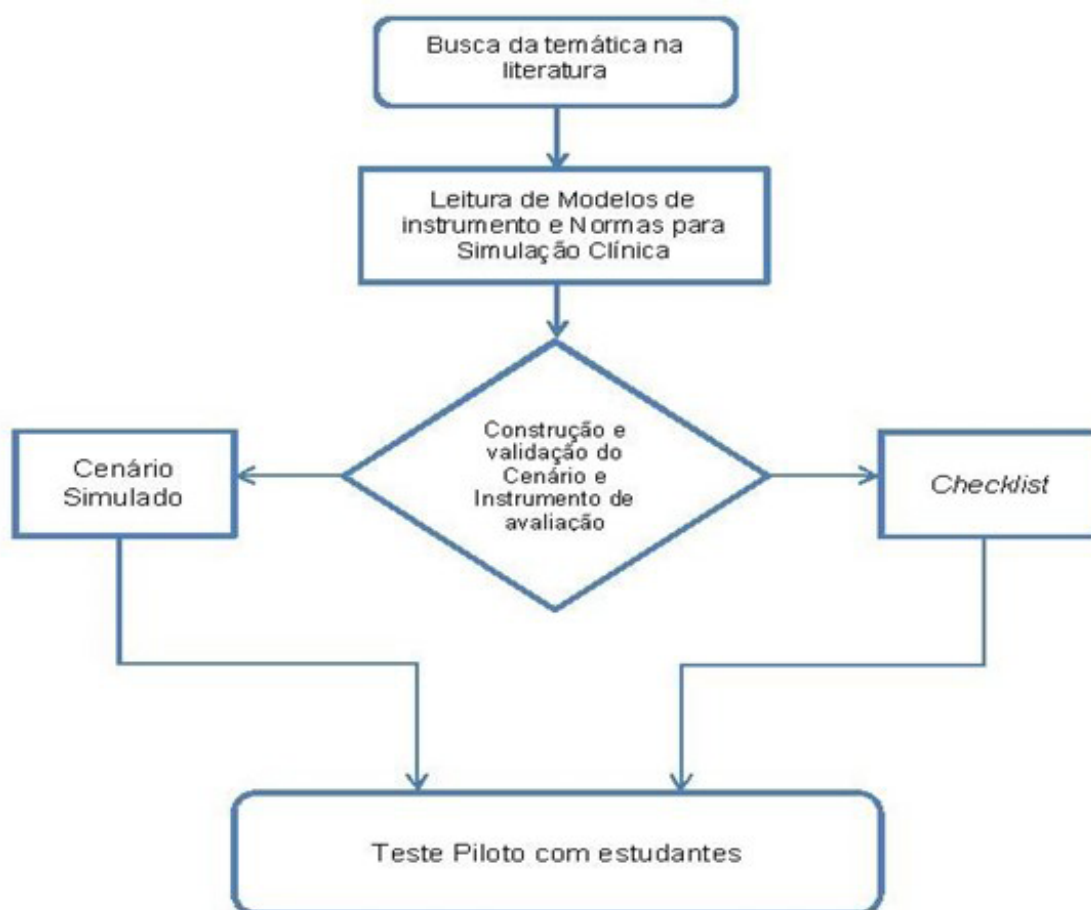 Busca da temática na
literatura
Leitura de Modelos de
instrumento e Normas para
Simulação Clínica
Construção e
validação do
Cenário e
Instrumento de
avaliação
Cenário
Simulado
Checklist
Teste Piloto com estudantes